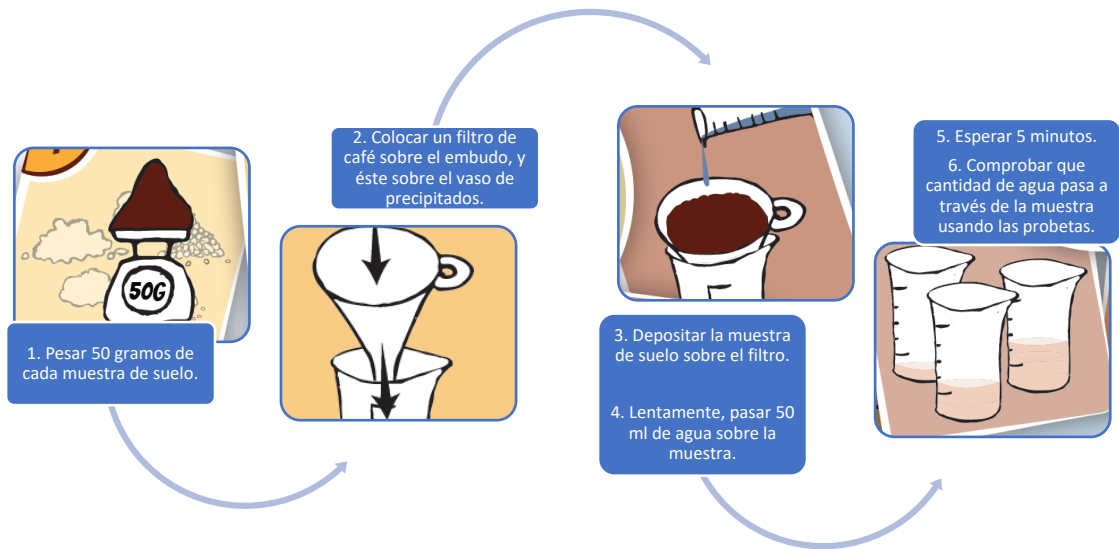 50G
1. Pesar 50 gramos de
cada muestra de suelo.
2. Colocar un filtro de
café sobre el embudo, y
éste sobre el vaso de
precipitados.
3. Depositar la muestra
de suelo sobre el filtro.
4. Lentamente, pasar 50
ml de agua sobre la
muestra.
5. Esperar 5 minutos.
6. Comprobar que
cantidad de agua pasa a
través de la muestra
usando las probetas.